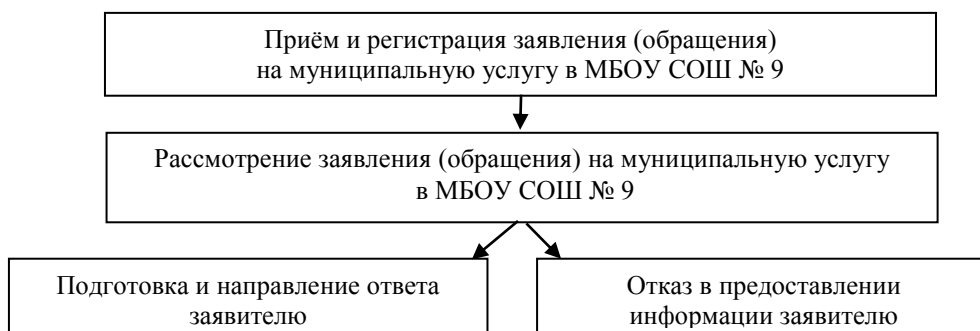 Приём и регистрация заявления (обращения)
на муниципальную услугу в МБОУ СОШ № 9
Рассмотрение заявления (обращения) на муниципальную услугу
в МБОУ СОШ № 9
Подготовка и направление ответа
заявителю
Отказ в предоставлении
информации заявителю